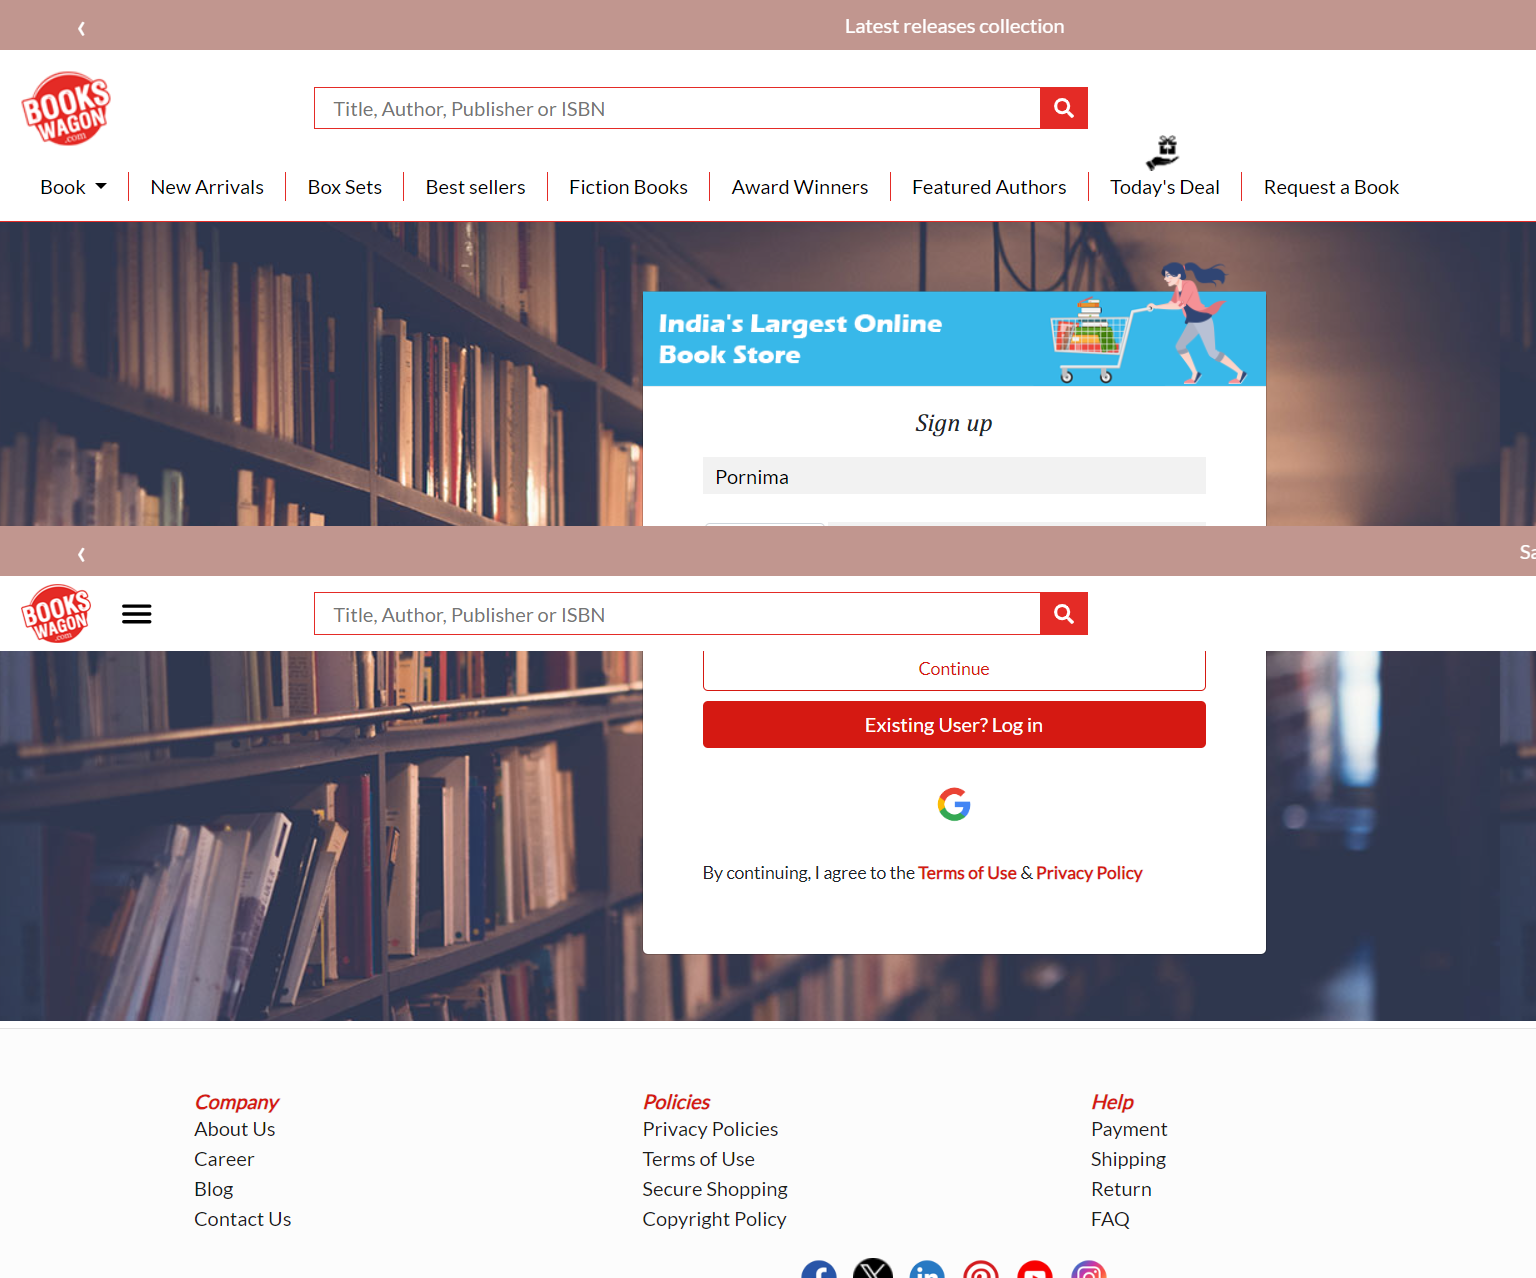 ‹
Latest releases collection
BOOKS
WAGON
.com
Title, Author, Publisher or ISBN
Book
New Arrivals
Box Sets
Best sellers
Fiction Books
Award Winners
Featured Authors
Today's Deal
Request a Book
India's Largest Online
Book Store
Sign up
Pornima
‹
Sa
BOOKS
WAGON
.com
Title, Author, Publisher or ISBN
Continue
Existing User? Log in
By continuing, I agree to the Terms of Use & Privacy Policy
Company
About Us
Career
Blog
Contact Us
Policies
Privacy Policies
Terms of Use
Secure Shopping
Copyright Policy
Help
Payment
Shipping
Return
FAQ